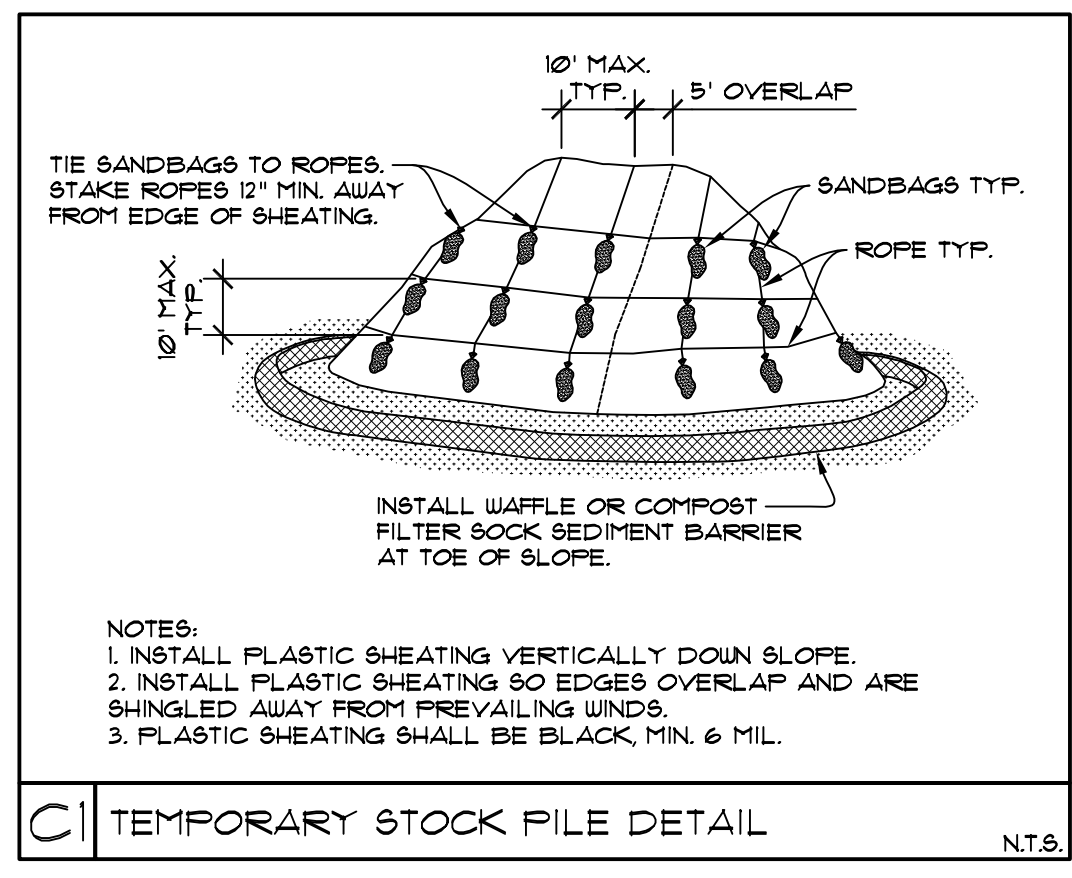 10' MAX.
TYP.
5' OVERLAP
TIE SANDBAGS TO ROPES.
STAKE ROPES 12" MIN. AWAY
FROM EDGE OF SHEATING.
SANDBAGS TYP.
ROPE TYP.
10' MAX.
TYP.
INSTALL WAFFLE OR COMPOST
FILTER SOCK SEDIMENT BARRIER
AT TOE OF SLOPE.
NOTES:
1. INSTALL PLASTIC SHEATING VERTICALLY DOWN SLOPE.
2. INSTALL PLASTIC SHEATING SO EDGES OVERLAP AND ARE
SHINGLED AWAY FROM PREVAILING WINDS.
3. PLASTIC SHEATING SHALL BE BLACK, MIN. 6 MIL.
C1 TEMPORARY STOCK PILE DETAIL
N.T.S.